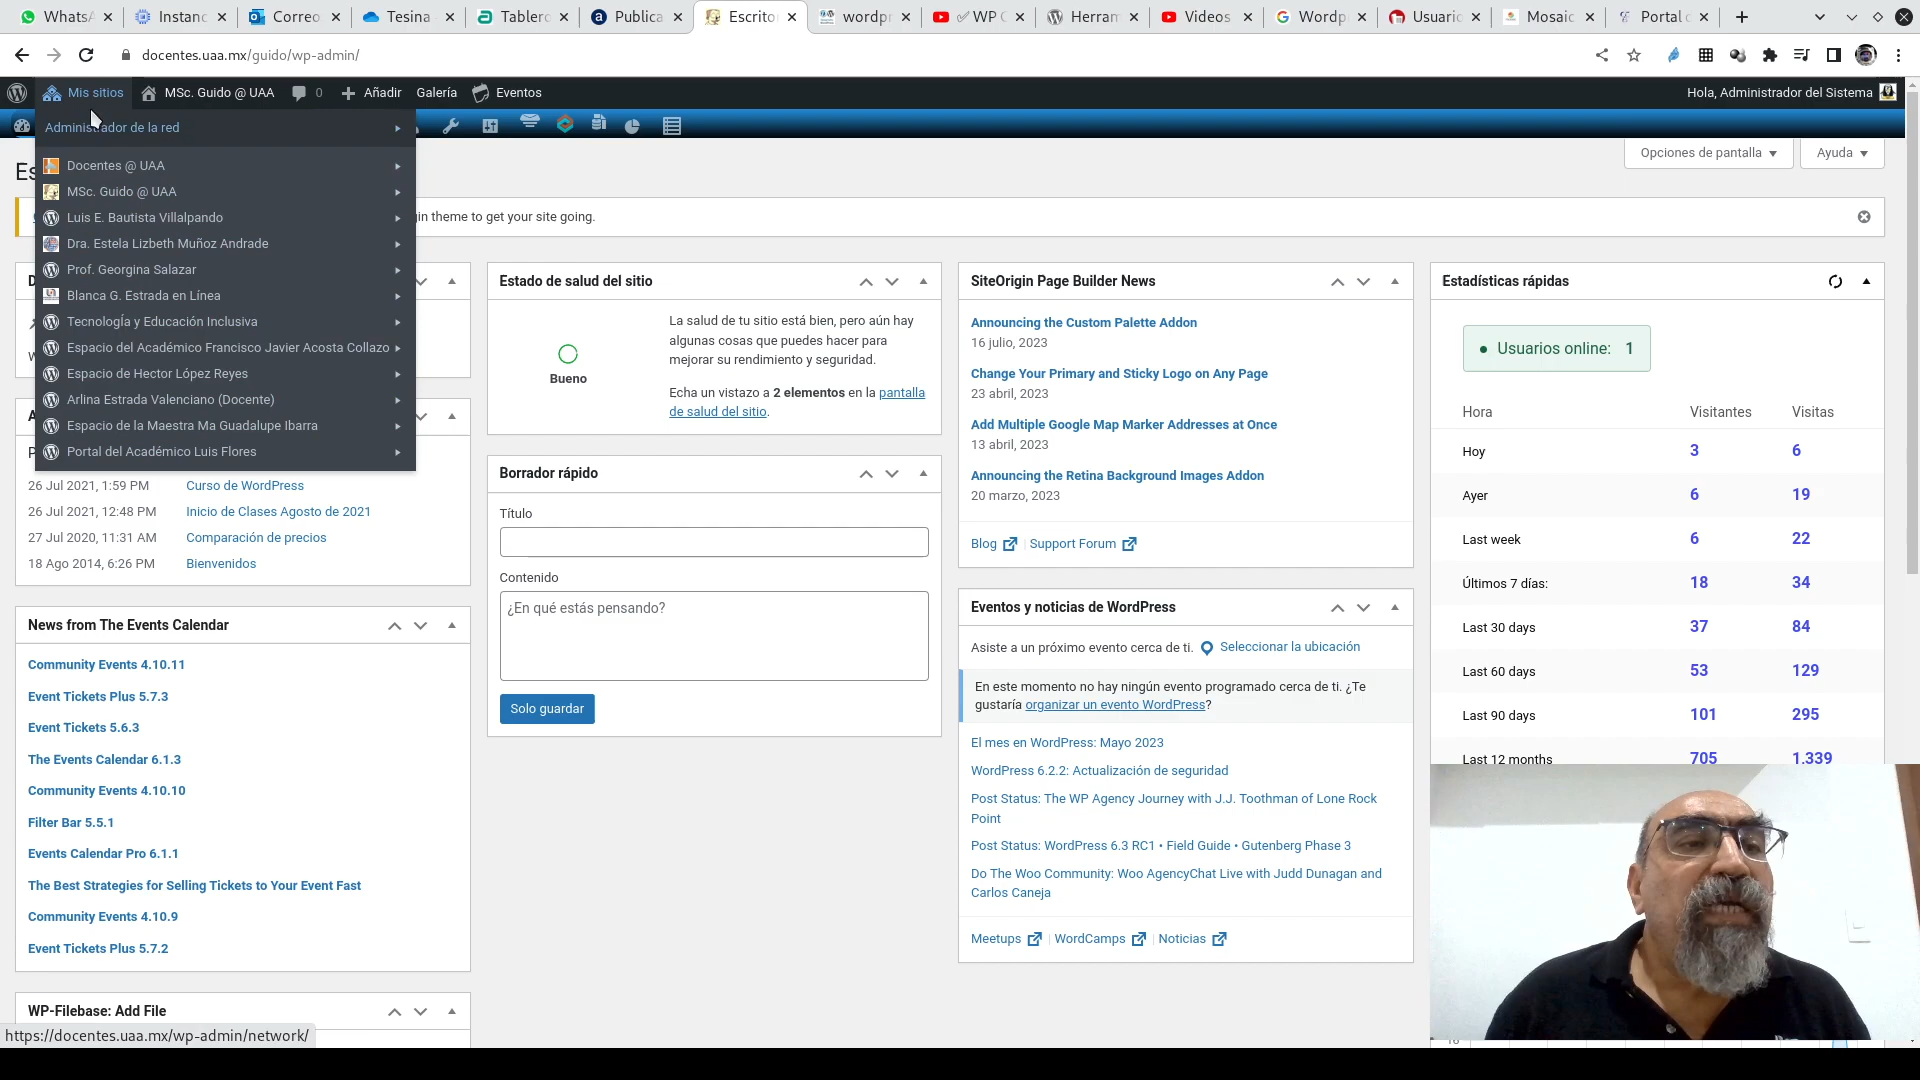 WhatsA
Instanc
Correo
Tesina
Tablerc
Publica
Escrito
wordpr
WP C
Herram
Videos
Wordp
Usuario
Mosaic
Portal
docentes.uaa.mx/guido/wp-admin/
Mis sitios
MSc. Guido @ UAA
0
Añadir
Galería
Eventos
Hola, Administrador del Sistema
Administrador de la red
Docentes @ UAA
MSc. Guido @ UAA
Luis E. Bautista Villalpando
Dra. Estela Lizbeth Muñoz Andrade
Prof. Georgina Salazar
Blanca G. Estrada en Línea
Tecnología y Educación Inclusiva
Espacio del Académico Francisco Javier Acosta Collazo
Espacio de Hector López Reyes
Arlina Estrada Valenciano (Docente)
Espacio de la Maestra Ma Guadalupe Ibarra
Portal del Académico Luis Flores
Opciones de pantalla
Ayuda
Es
gin theme to get your site going.
26 Jul 2021, 1:59 PM Curso de WordPress
26 Jul 2021, 12:48 PM Inicio de Clases Agosto de 2021
27 Jul 2020, 11:31 AM Comparación de precios
18 Ago 2014, 6:26 PM Bienvenidos
News from The Events Calendar
Community Events 4.10.11
Event Tickets Plus 5.7.3
Event Tickets 5.6.3
The Events Calendar 6.1.3
Community Events 4.10.10
Filter Bar 5.5.1
Events Calendar Pro 6.1.1
The Best Strategies for Selling Tickets to Your Event Fast
Community Events 4.10.9
Event Tickets Plus 5.7.2
WP-Filebase: Add File
https://docentes.uaa.mx/wp-admin/network/
Estado de salud del sitio
Bueno
La salud de tu sitio está bien, pero aún hay
algunas cosas que puedes hacer para
mejorar su rendimiento y seguridad.
Echa un vistazo a 2 elementos en la pantalla
de salud del sitio.
Borrador rápido
Título
Contenido
¿En qué estás pensando?
Solo guardar
SiteOrigin Page Builder News
Announcing the Custom Palette Addon
16 julio, 2023
Change Your Primary and Sticky Logo on Any Page
23 abril, 2023
Add Multiple Google Map Marker Addresses at Once
13 abril, 2023
Announcing the Retina Background Images Addon
20 marzo, 2023
Blog
Support Forum
Eventos y noticias de WordPress
Asiste a un próximo evento cerca de ti. Seleccionar la ubicación
En este momento no hay ningún evento programado cerca de ti. ¿Te
gustaría organizar un evento WordPress?
El mes en WordPress: Mayo 2023
WordPress 6.2.2: Actualización de seguridad
Post Status: The WP Agency Journey with J.J. Toothman of Lone Rock
Point
Post Status: WordPress 6.3 RC1 • Field Guide • Gutenberg Phase 3
Do The Woo Community: Woo AgencyChat Live with Judd Dunagan and
Carlos Caneja
Meetups
WordCamps
Noticias
Estadísticas rápidas
Usuarios online: 1
Hora Visitantes Visitas
Hoy 3 6
Ayer 6 19
Last week 6 22
Últimos 7 días: 18 34
Last 30 days 37 84
Last 60 days 53 129
Last 90 days 101 295
Last 12 months 705 1,339